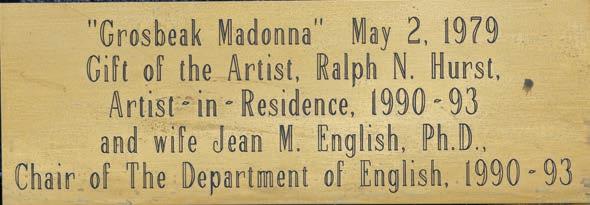 "Grosbeak Madonna" May 2, 1979
Gift of the Artist, Ralph N. Hurst,
Artist-in-Residence, 1990-93
and wife Jean M. English, Ph.D.,
Chair of The Department of English, 1990-93